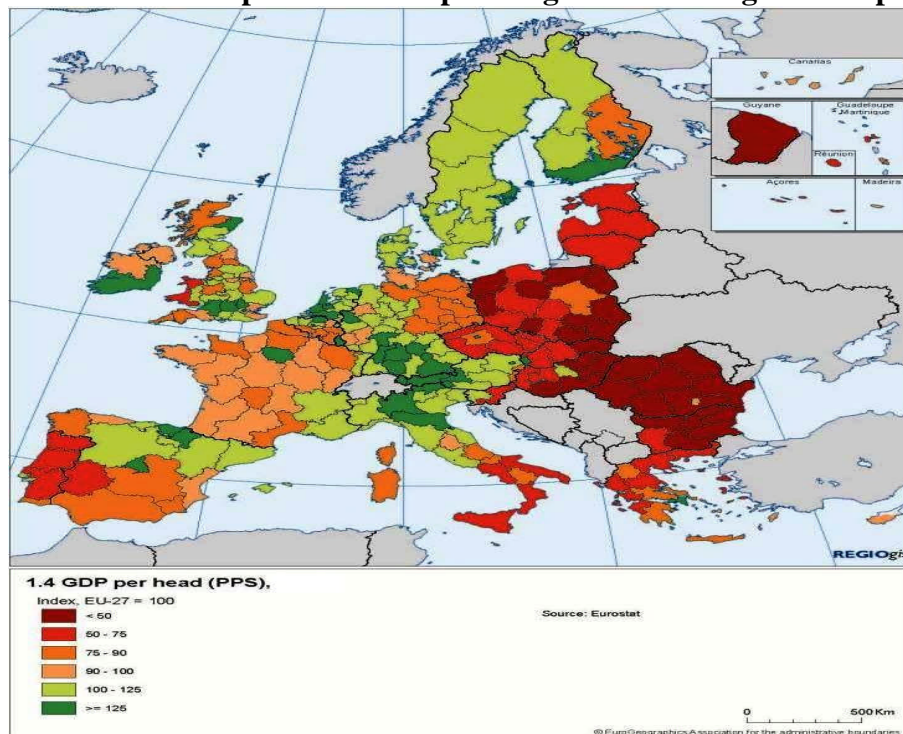 Canarias
Guyane
Guadeloupe
Martinique
Réunion
Açores
Madeira
REGIOgis
1.4 GDP per head (PPS),
Index, EU-27 = 100
< 50
50 - 75
75 - 90
90 - 100
100 - 125
>= 125
Source: Eurostat
0
500 Km
© EuroGeographics Association for the administrative boundaries